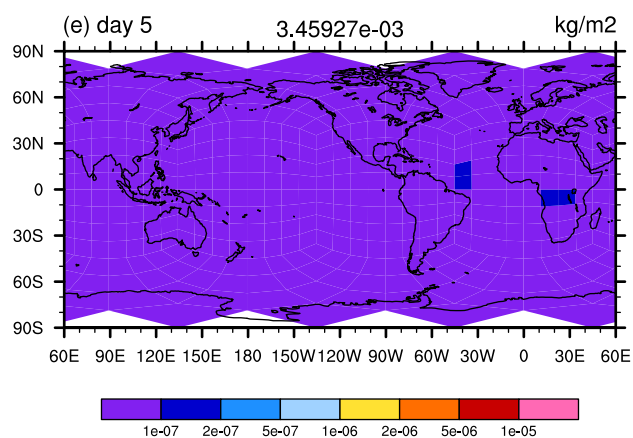 (e) day 5 3.45927e-03 kg/m2
90N
60N
30N
0
30S
60S
90S
60E 90E 120E 150E 180 150W 120W 90W 60W 30W 0 30E 60E
1e-07 2e-07 5e-07 1e-06 2e-06 5e-06 1e-05